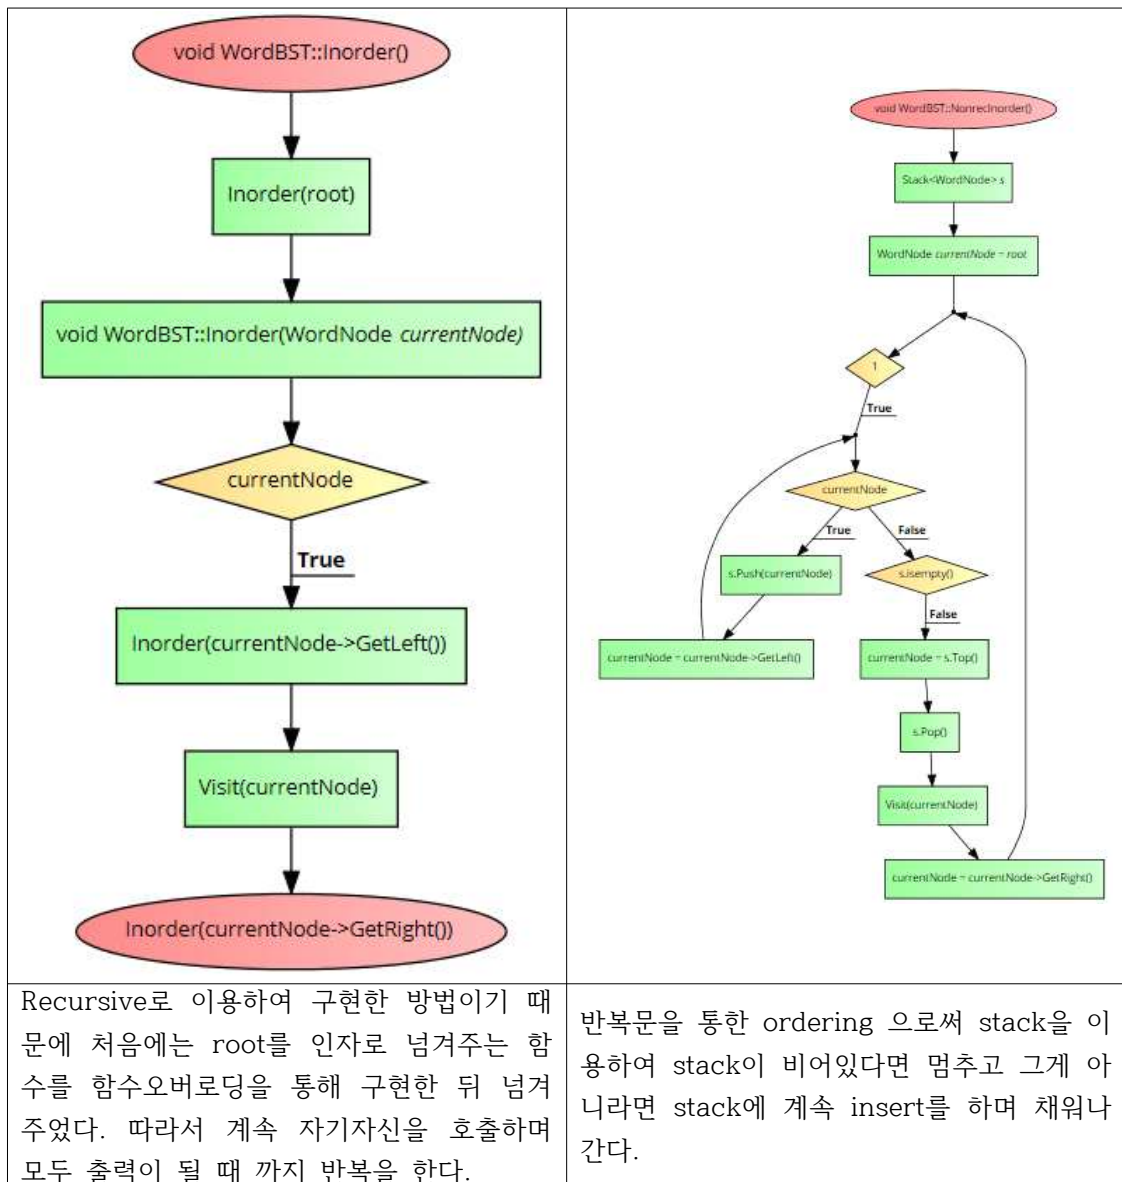 void WordBST::Inorder()
Inorder(root)
void WordBST::Inorder(WordNode currentNode)
currentNode
True
Inorder(currentNode->GetLeft())
Visit(currentNode)
Inorder(currentNode->GetRight())
void WordBST::NonrecInorder()
Stack<WordNode> s
WordNode currentNode = root
1
True
currentNode
True
False
s.Push(currentNode)
s.isempty()
False
currentNode = currentNode->GetLeft()
currentNode = s.Top()
s.Pop()
Visit(currentNode)
currentNode = currentNode->GetRight()
Recursive로 이용하여 구현한 방법이기 때
문에 처음에는 root를 인자로 넘겨주는 함
수를 함수오버로딩을 통해 구현한 뒤 넘겨
주었다. 따라서 계속 자기자신을 호출하며
모두 출력이 될 때 까지 반복을 한다.
반복문을 통한 ordering 으로써 stack을 이
용하여 stack이 비어있다면 멈추고 그게 아
니라면 stack에 계속 insert를 하며 채워나
간다.